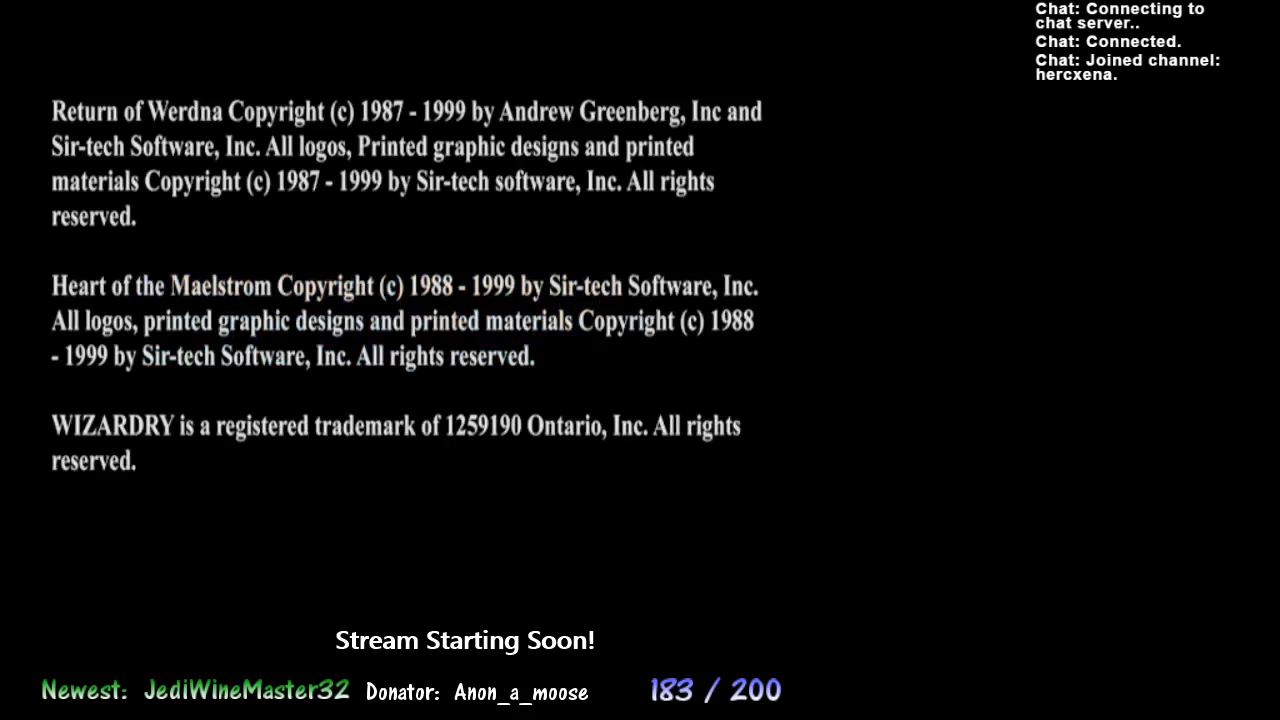 Chat: Connecting to
chat server..
Chat: Connected.
Chat: Joined channel:
hercxena.
Return of Werdna Copyright (c) 1987 - 1999 by Andrew Greenberg, Inc and
Sir-tech Software, Inc. All logos, Printed graphic designs and printed
materials Copyright (c) 1987 - 1999 by Sir-tech software, Inc. All rights
reserved.
Heart of the Maelstrom Copyright (c) 1988 - 1999 by Sir-tech Software, Inc.
All logos, printed graphic designs and printed materials Copyright (c) 1988
- 1999 by Sir-tech Software, Inc. All rights reserved.
WIZARDRY is a registered trademark of 1259190 Ontario, Inc. All rights
reserved.
Stream Starting Soon!
Newest: JediWineMaster32 Donator: Anon_a_moose 183 / 200